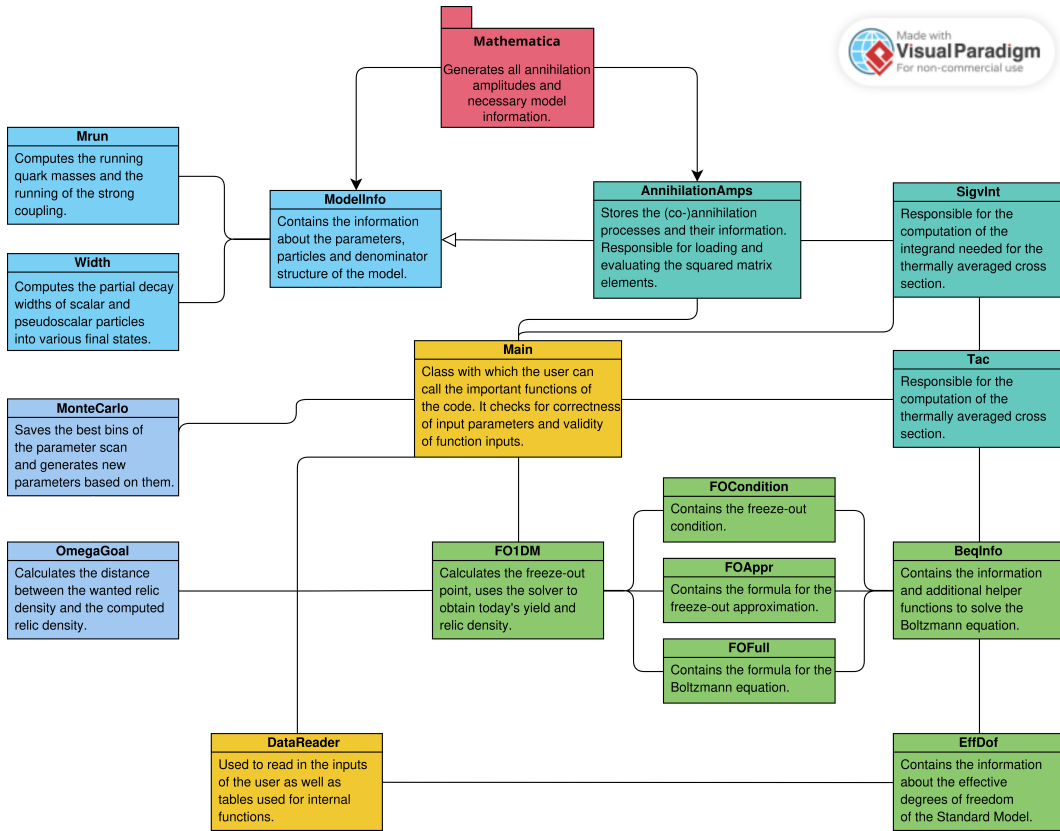 Mathematica
Generates all annihilation
amplitudes and
necessary model
information.
Made with
VisualParadigm
For non-commercial use
Mrun
Computes the running
quark masses and the
running of the strong
coupling.
ModelInfo
Contains the information
about the parameters,
particles and denominator
structure of the model.
AnnihilationAmps
Stores the (co-)annihilation
processes and their information.
Responsible for loading and
evaluating the squared matrix
elements.
SigvInt
Responsible for the
computation of the
integrand needed for the
thermally averaged cross
section.
Width
Computes the partial decay
widths of scalar and
pseudoscalar particles
into various final states.
Main
Class with which the user can
call the important functions of
the code. It checks for correctness
of input parameters and validity
of function inputs.
Tac
Responsible for the
computation of the
thermally averaged cross
section.
MonteCarlo
Saves the best bins of
the parameter scan
and generates new
parameters based on them.
FOCondition
Contains the freeze-out
condition.
OmegaGoal
Calculates the distance
between the wanted relic
density and the computed
relic density.
FO1DM
Calculates the freeze-out
point, uses the solver to
obtain today's yield and
relic density.
FOAppr
Contains the formula for the
freeze-out approximation.
FOFull
Contains the formula for the
Boltzmann equation.
BeqInfo
Contains the information
and additional helper
functions to solve the
Boltzmann equation.
DataReader
Used to read in the inputs
of the user as well as
tables used for internal
functions.
EffDof
Contains the information
about the effective
degrees of freedom
of the Standard Model.